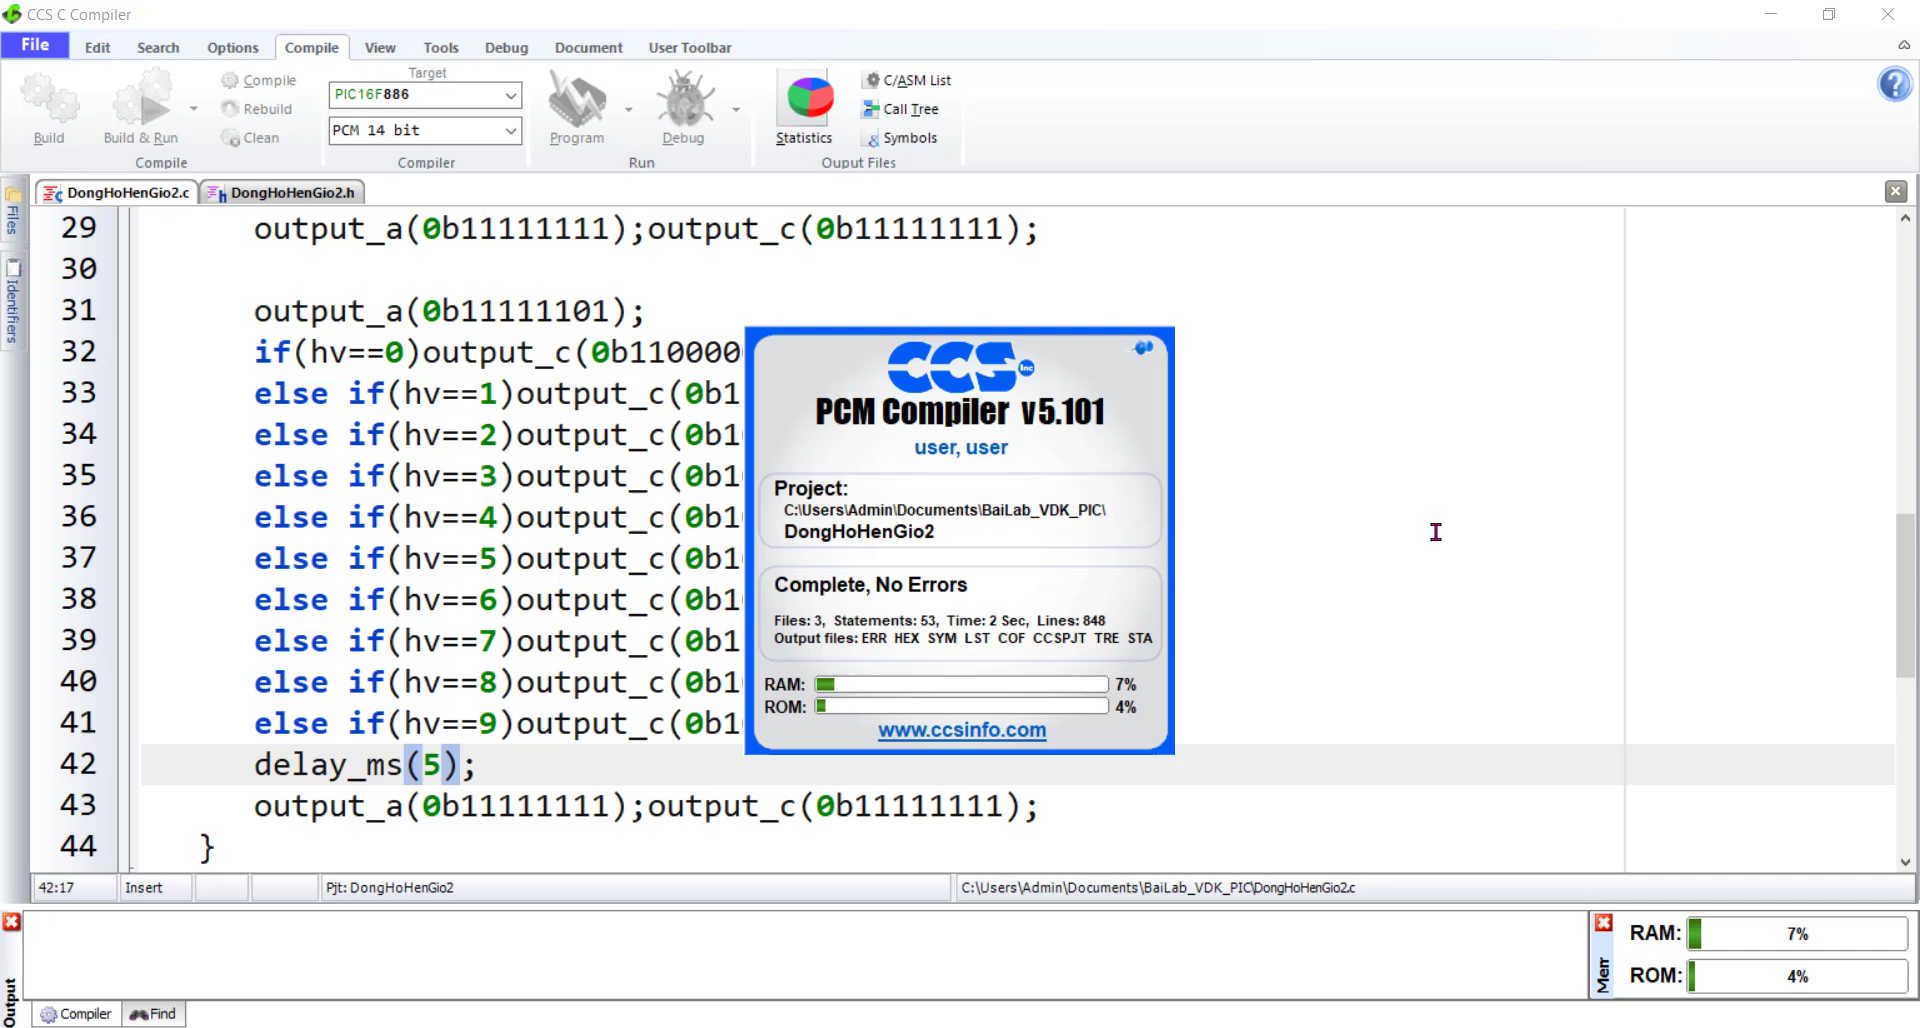 CCS C Compiler
File Edit Search Options Compile View Tools Debug Document User Toolbar
Build
Build & Run
Compile
Rebuild
Clean
Compile
Target
PIC16F886
PCM 14 bit
Compiler
Program
Debug
Run
Statistics
C/ASM List
Call Tree
Symbols
Ouput Files
Files
Identifiers
DongHoHenGio2.c
DongHoHenGio2.h
29 output_a(0b11111111);output_c(0b11111111);
30
31 output_a(0b11111101);
32 if(hv==0)output_c(0b110000
33 else if(hv==1)output_c(0b1
34 else if(hv==2)output_c(0b1
35 else if(hv==3)output_c(0b1
36 else if(hv==4)output_c(0b1
37 else if(hv==5)output_c(0b1
38 else if(hv==6)output_c(0b1
39 else if(hv==7)output_c(0b1
40 else if(hv==8)output_c(0b1
41 else if(hv==9)output_c(0b1
42 delay_ms(5);
43 output_a(0b11111111);output_c(0b11111111);
44 }
CCS Inc
PCM Compiler v5.101
user, user
Project:
C:\Users\Admin\Documents\BaiLab_VDK_PIC\
DongHoHenGio2
Complete, No Errors
Files: 3, Statements: 53, Time: 2 Sec, Lines: 848
Output files: ERR HEX SYM LST COF CCSPJT TRE STA
RAM: 7%
ROM: 4%
www.ccsinfo.com
42:17 Insert Pjt: DongHoHenGio2 C:\Users\Admin\Documents\BaiLab_VDK_PIC\DongHoHenGio2.c
Output
Compiler
Find
RAM: 7%
ROM: 4%